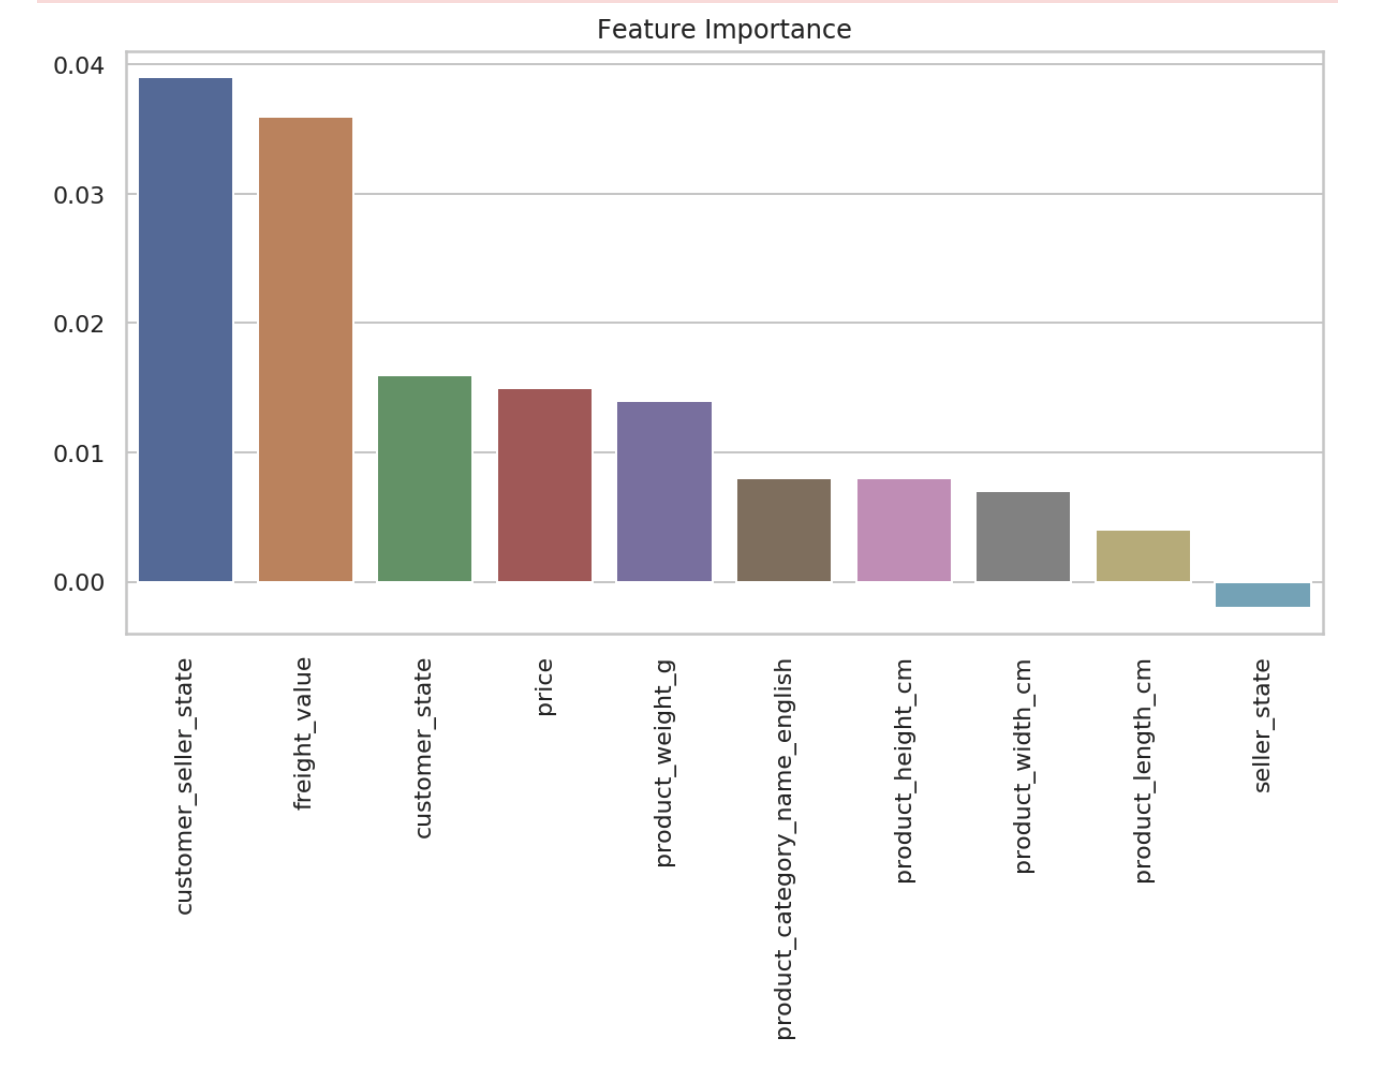 Feature Importance
0.04
0.03
0.02
0.01
0.00
customer_seller_state
freight_value
customer_state
price
product_weight_g
product_category_name_english
product_height_cm
product_width_cm
product_length_cm
seller_state